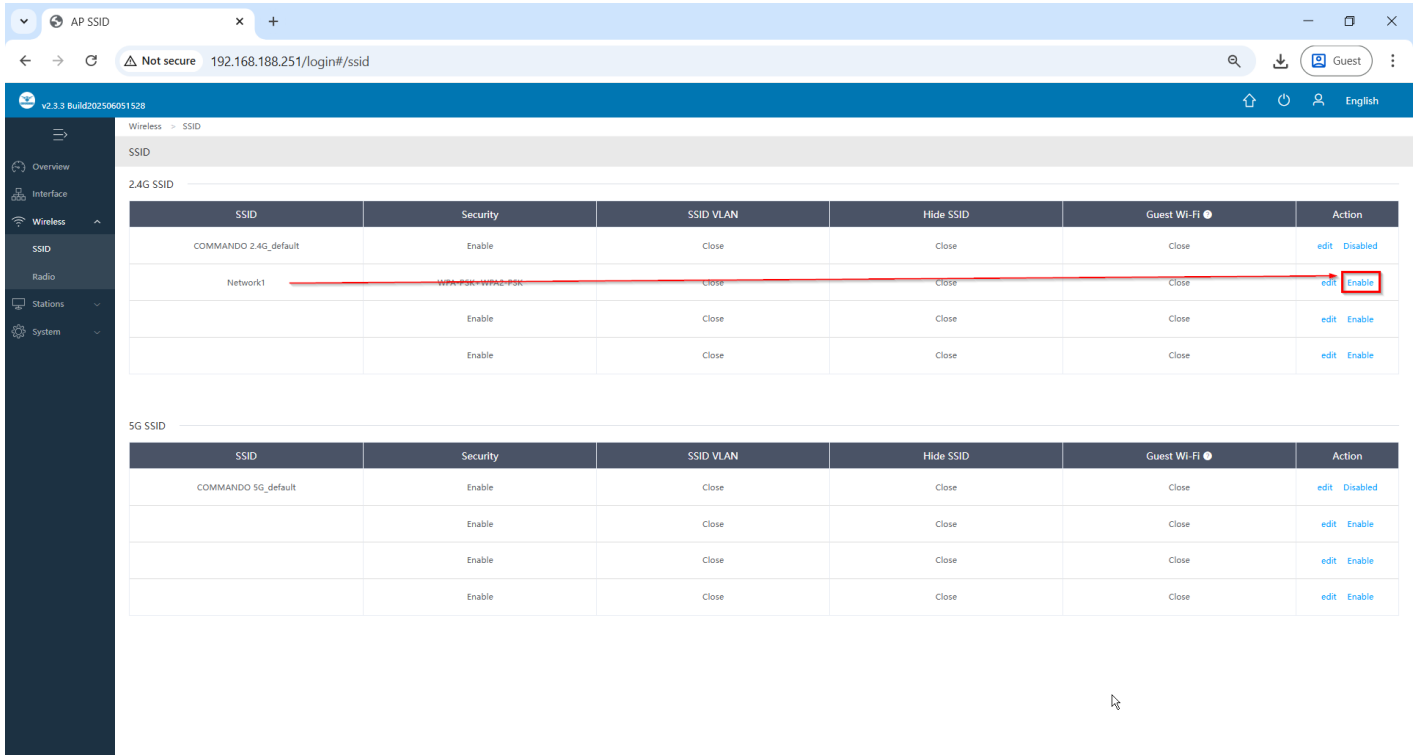 AP SSID
Not secure 192.168.188.251/login#/ssid Guest
v2.3.3 Build202506051528 English
Wireless > SSID
SSID
Overview
Interface
Wireless
SSID
Radio
Stations
System
2.4G SSID
SSID Security SSID VLAN Hide SSID Guest Wi-Fi Action
COMMANDO 2.4G_default Enable Close Close Close edit Disabled
Network1 WPA-PSK+WPA2-PSK Close Close Close edit Enable
Enable Close Close Close edit Enable
Enable Close Close Close edit Enable
5G SSID
SSID Security SSID VLAN Hide SSID Guest Wi-Fi Action
COMMANDO 5G_default Enable Close Close Close edit Disabled
Enable Close Close Close edit Enable
Enable Close Close Close edit Enable
Enable Close Close Close edit Enable